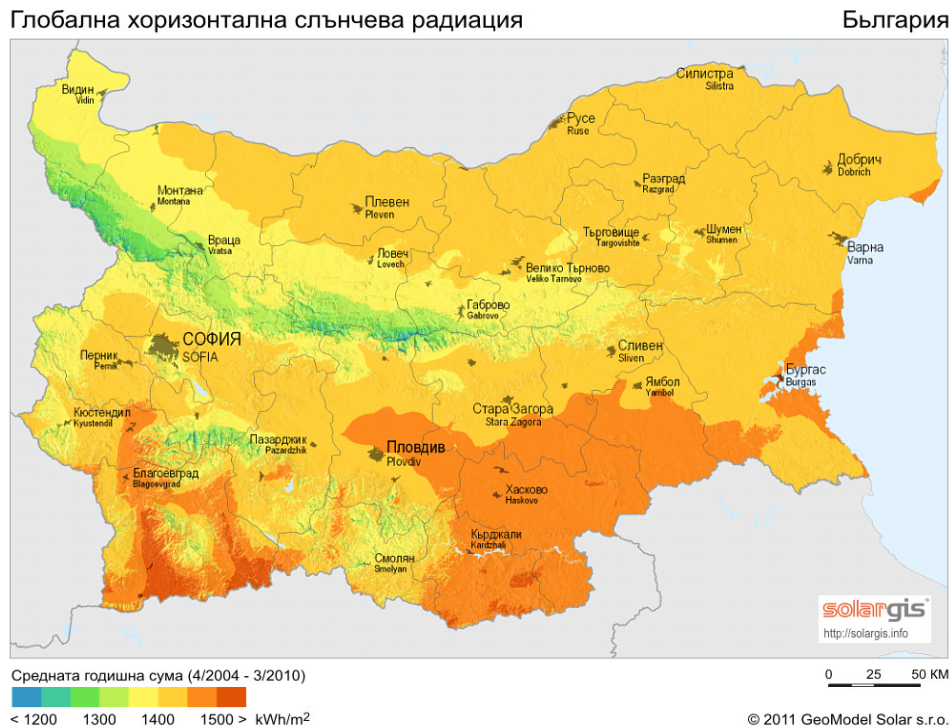 Глобална хоризонтална слънчева радиация
България
Видин
Vidin
Силистра
Silistra
Русе
Ruse
Добрич
Dobrich
Монтана
Montana
Разград
Razgrad
Плевен
Pleven
Търговище
Targovishte
Шумен
Shumen
Враца
Vratsa
Варна
Varna
Ловеч
Lovech
Велико Търново
Veliko Tarnovo
Габрово
Gabrovo
СОФИЯ
SOFIA
Перник
Pernik
Сливен
Sliven
Бургас
Burgas
Ямбол
Yambol
Кюстендил
Kyustendil
Стара Загора
Stara Zagora
Пазарджик
Pazardzhik
Пловдив
Plovdiv
Благоевград
Blagoevgrad
Хасково
Haskovo
Кърджали
Kardzhali
Смолян
Smolyan
solargis
http://solargis.info
Средната годишна сума (4/2004 - 3/2010)
0 25 50 KM
< 1200 1300 1400 1500 > kWh/m²
© 2011 GeoModel Solar s.r.o.